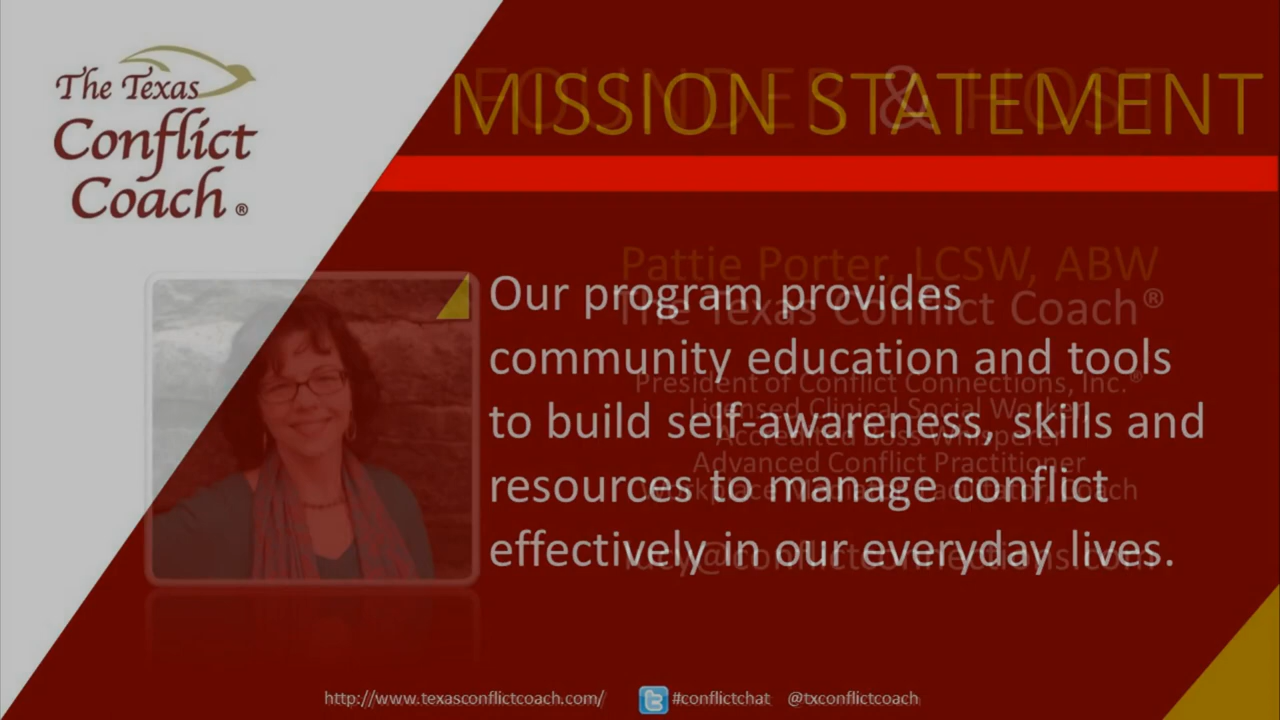 The Texas
Conflict
Coach ®
MISSION STATEMENT
FOUNDER & HOST
Our program provides
community education and tools
to build self-awareness, skills and
resources to manage conflict
effectively in our everyday lives.
Pattie Porter, LCSW, ABW
The Texas Conflict Coach®
President of Conflict Connections, Inc.®
Licensed Clinical Social Worker
Accredited Boss Whisperer
Advanced Conflict Practitioner
Coach
http://www.texasconflictcoach.com/ #conflictchat @txconflictcoach